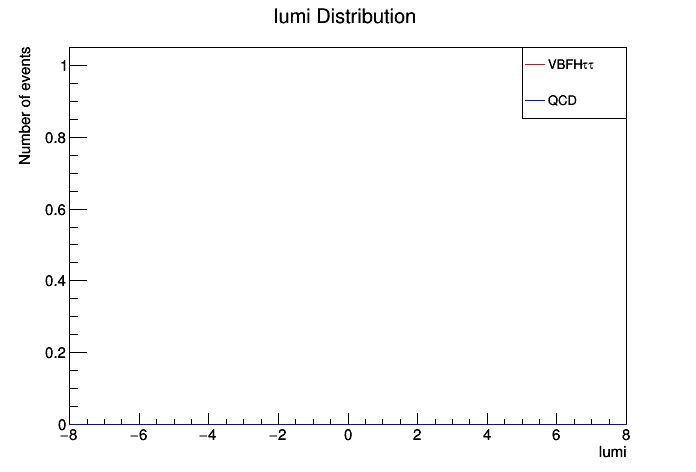 lumi Distribution
Number of events
1
0.8
0.6
0.4
0.2
0
VBFHττ
QCD
−8 −6 −4 −2 0 2 4 6 8
lumi